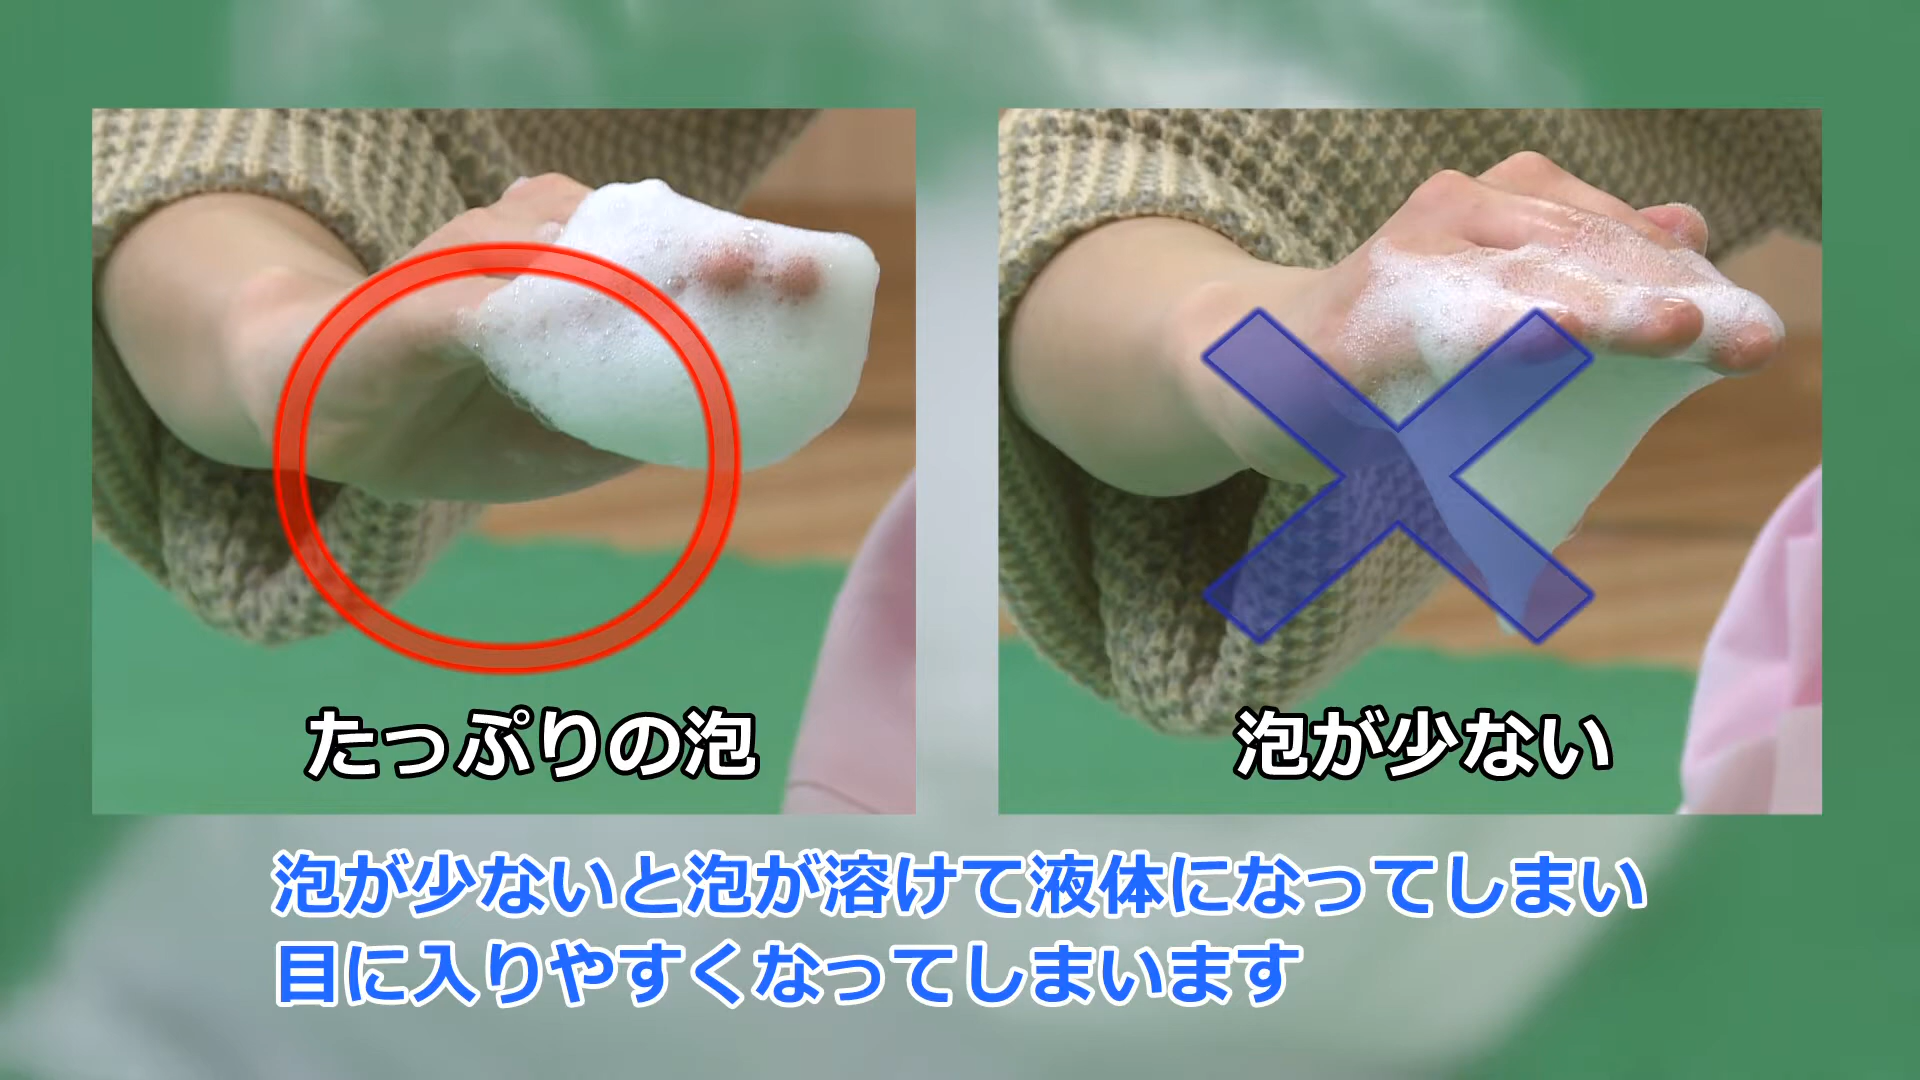 たっぷりの泡
泡が少ない
泡が少ないと泡が溶けて液体になってしまい
目に入りやすくなってしまいます